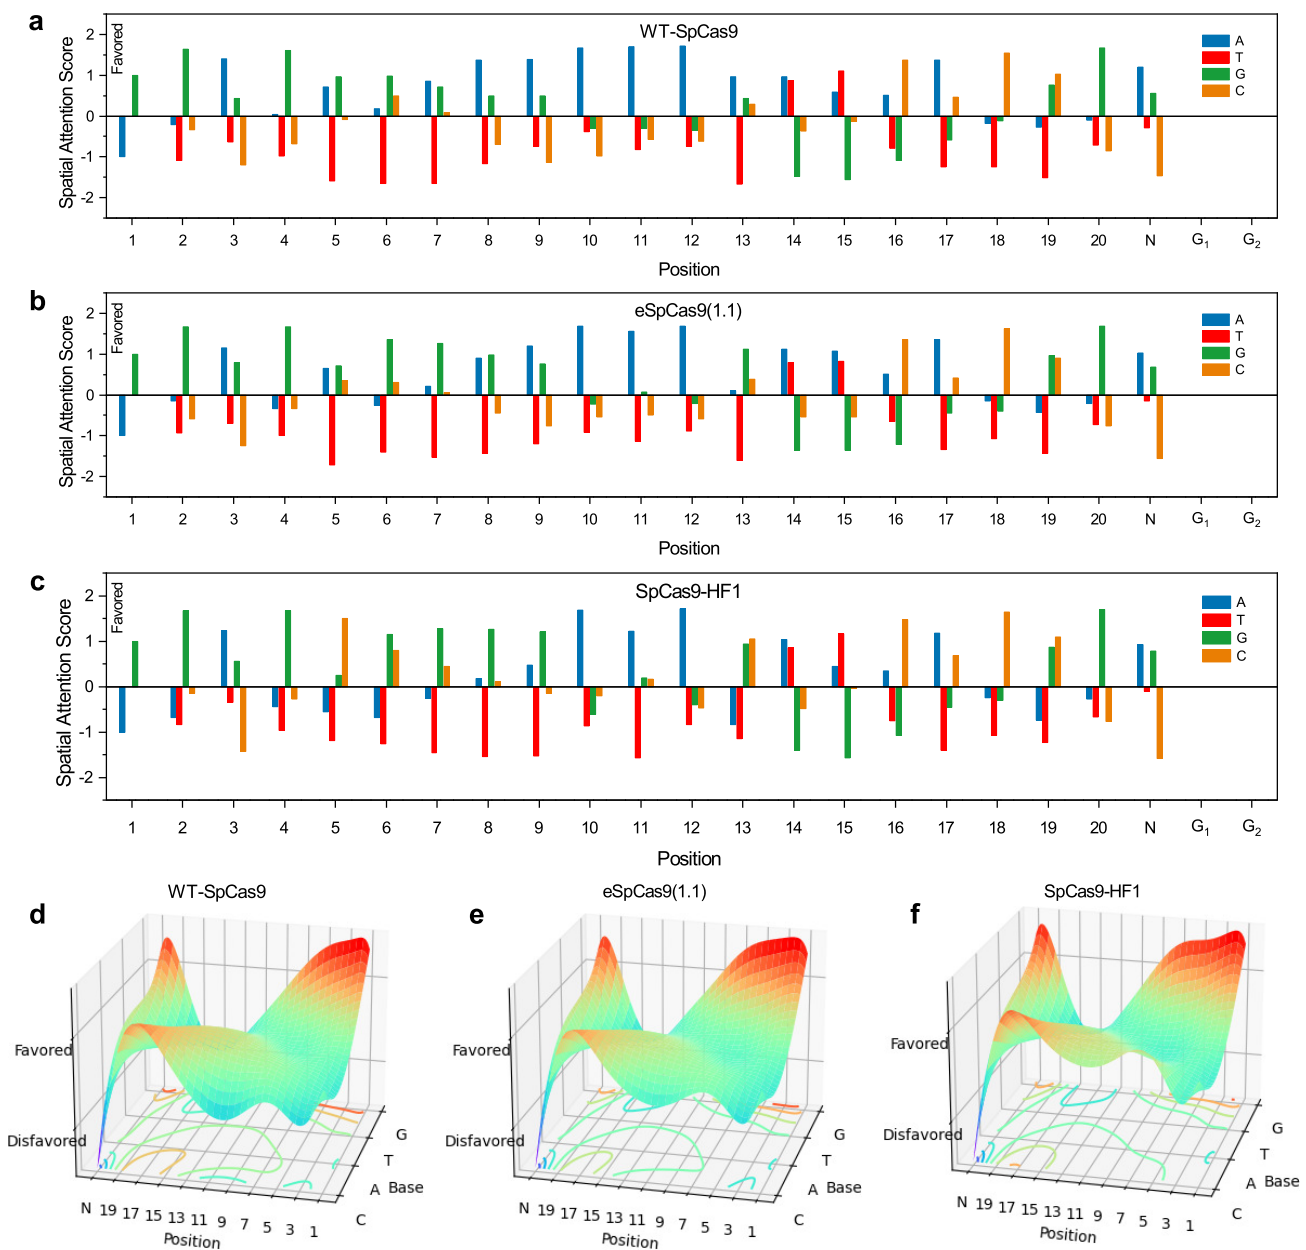 a
WT-SpCas9
Favored
Spatial Attention Score
2
1
0
-1
-2
A
T
G
C
1 2 3 4 5 6 7 8 9 10 11 12 13 14 15 16 17 18 19 20 N G₁ G₂
Position
b
eSpCas9(1.1)
Favored
Spatial Attention Score
2
1
0
-1
-2
A
T
G
C
1 2 3 4 5 6 7 8 9 10 11 12 13 14 15 16 17 18 19 20 N G₁ G₂
Position
c
SpCas9-HF1
Favored
Spatial Attention Score
2
1
0
-1
-2
A
T
G
C
1 2 3 4 5 6 7 8 9 10 11 12 13 14 15 16 17 18 19 20 N G₁ G₂
Position
d
WT-SpCas9
Favored
Disfavored
N 19 17 15 13 11 9 7 5 3 1
Position
G
T
A
C
Base
e
eSpCas9(1.1)
Favored
Disfavored
N 19 17 15 13 11 9 7 5 3 1
Position
G
T
A
C
Base
f
SpCas9-HF1
Favored
Disfavored
N 19 17 15 13 11 9 7 5 3 1
Position
G
T
A
C
Base